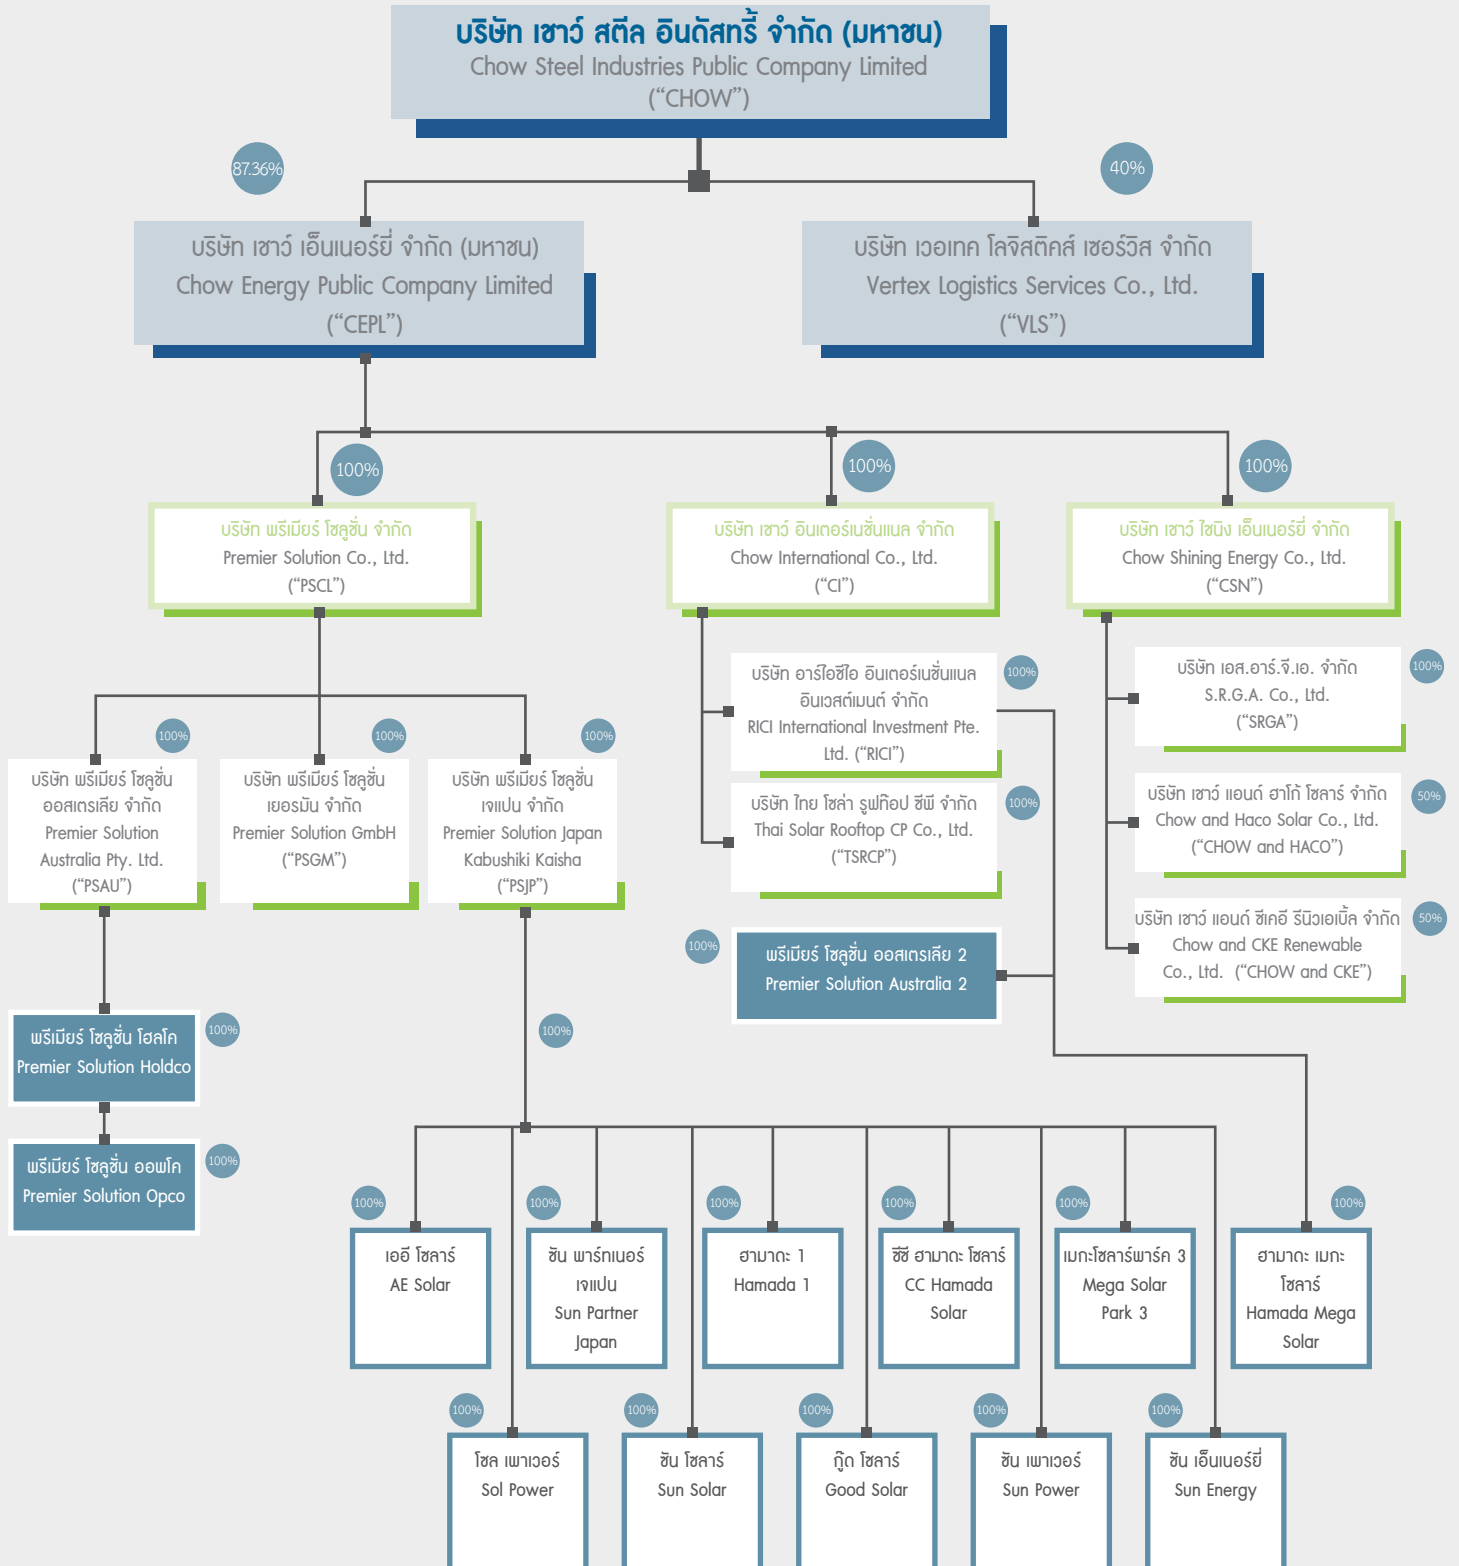 บริษัท เชาว์ สตีล อินดัสทรี้ จำกัด (มหาชน)
Chow Steel Industries Public Company Limited
(“CHOW”)
87.36%
40%
บริษัท เชาว์ เอ็นเนอร์ยี่ จำกัด (มหาชน)
Chow Energy Public Company Limited
(“CEPL”)
บริษัท เวอเทค โลจิสติคส์ เซอร์วิส จำกัด
Vertex Logistics Services Co., Ltd.
(“VLS”)
100%
100%
100%
บริษัท พรีเมียร์ โซลูชั่น จำกัด
Premier Solution Co., Ltd.
(“PSCL”)
บริษัท เชาว์ อินเตอร์เนชั่นแนล จำกัด
Chow International Co., Ltd.
(“CI”)
บริษัท เชาว์ ไชนิง เอ็นเนอร์ยี่ จำกัด
Chow Shining Energy Co., Ltd.
(“CSN”)
บริษัท อาร์ไอซีไอ อินเตอร์เนชั่นแนล
อินเวสต์เมนต์ จำกัด
RICI International Investment Pte.
Ltd. (“RICI”)
100%
บริษัท เอส.อาร์.จี.เอ. จำกัด
S.R.G.A. Co., Ltd.
(“SRGA”)
100%
100%
100%
100%
บริษัท พรีเมียร์ โซลูชั่น
ออสเตรเลีย จำกัด
Premier Solution
Australia Pty. Ltd.
(“PSAU”)
บริษัท พรีเมียร์ โซลูชั่น
เยอรมัน จำกัด
Premier Solution GmbH
(“PSGM”)
บริษัท พรีเมียร์ โซลูชั่น
เจแปน จำกัด
Premier Solution Japan
Kabushiki Kaisha
(“PSJP”)
บริษัท ไทย โซล่า รูฟท๊อป ซีพี จำกัด
Thai Solar Rooftop CP Co., Ltd.
(“TSRCP”)
100%
บริษัท เชาว์ แอนด์ ฮาโก้ โซลาร์ จำกัด
Chow and Haco Solar Co., Ltd.
(“CHOW and HACO”)
50%
บริษัท เชาว์ แอนด์ ซีเคอี รีนิวเอเบิ้ล จำกัด
Chow and CKE Renewable
Co., Ltd. (“CHOW and CKE”)
50%
100%
พรีเมียร์ โซลูชั่น ออสเตรเลีย 2
Premier Solution Australia 2
พรีเมียร์ โซลูชั่น โฮลโค
Premier Solution Holdco
100%
100%
พรีเมียร์ โซลูชั่น ออพโค
Premier Solution Opco
100%
100%
100%
100%
100%
100%
100%
เออี โซลาร์
AE Solar
ซัน พาร์ทเนอร์
เจแปน
Sun Partner
Japan
ฮามาดะ 1
Hamada 1
ซีซี ฮามาดะ โซลาร์
CC Hamada
Solar
เมกะโซลาร์พาร์ค 3
Mega Solar
Park 3
ฮามาดะ เมกะ
โซลาร์
Hamada Mega
Solar
100%
100%
100%
100%
100%
โซล เพาเวอร์
Sol Power
ซัน โซลาร์
Sun Solar
กู๊ด โซลาร์
Good Solar
ซัน เพาเวอร์
Sun Power
ซัน เอ็นเนอร์ยี่
Sun Energy